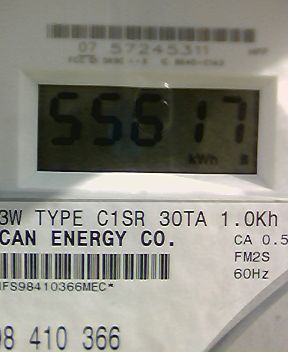 07 57245311
55617
kWh
3W TYPE C1SR 30TA 1.0Kh
CAN ENERGY CO.
CA 0.5
FM2S
60Hz
IFS98410366MEC*
98 410 366